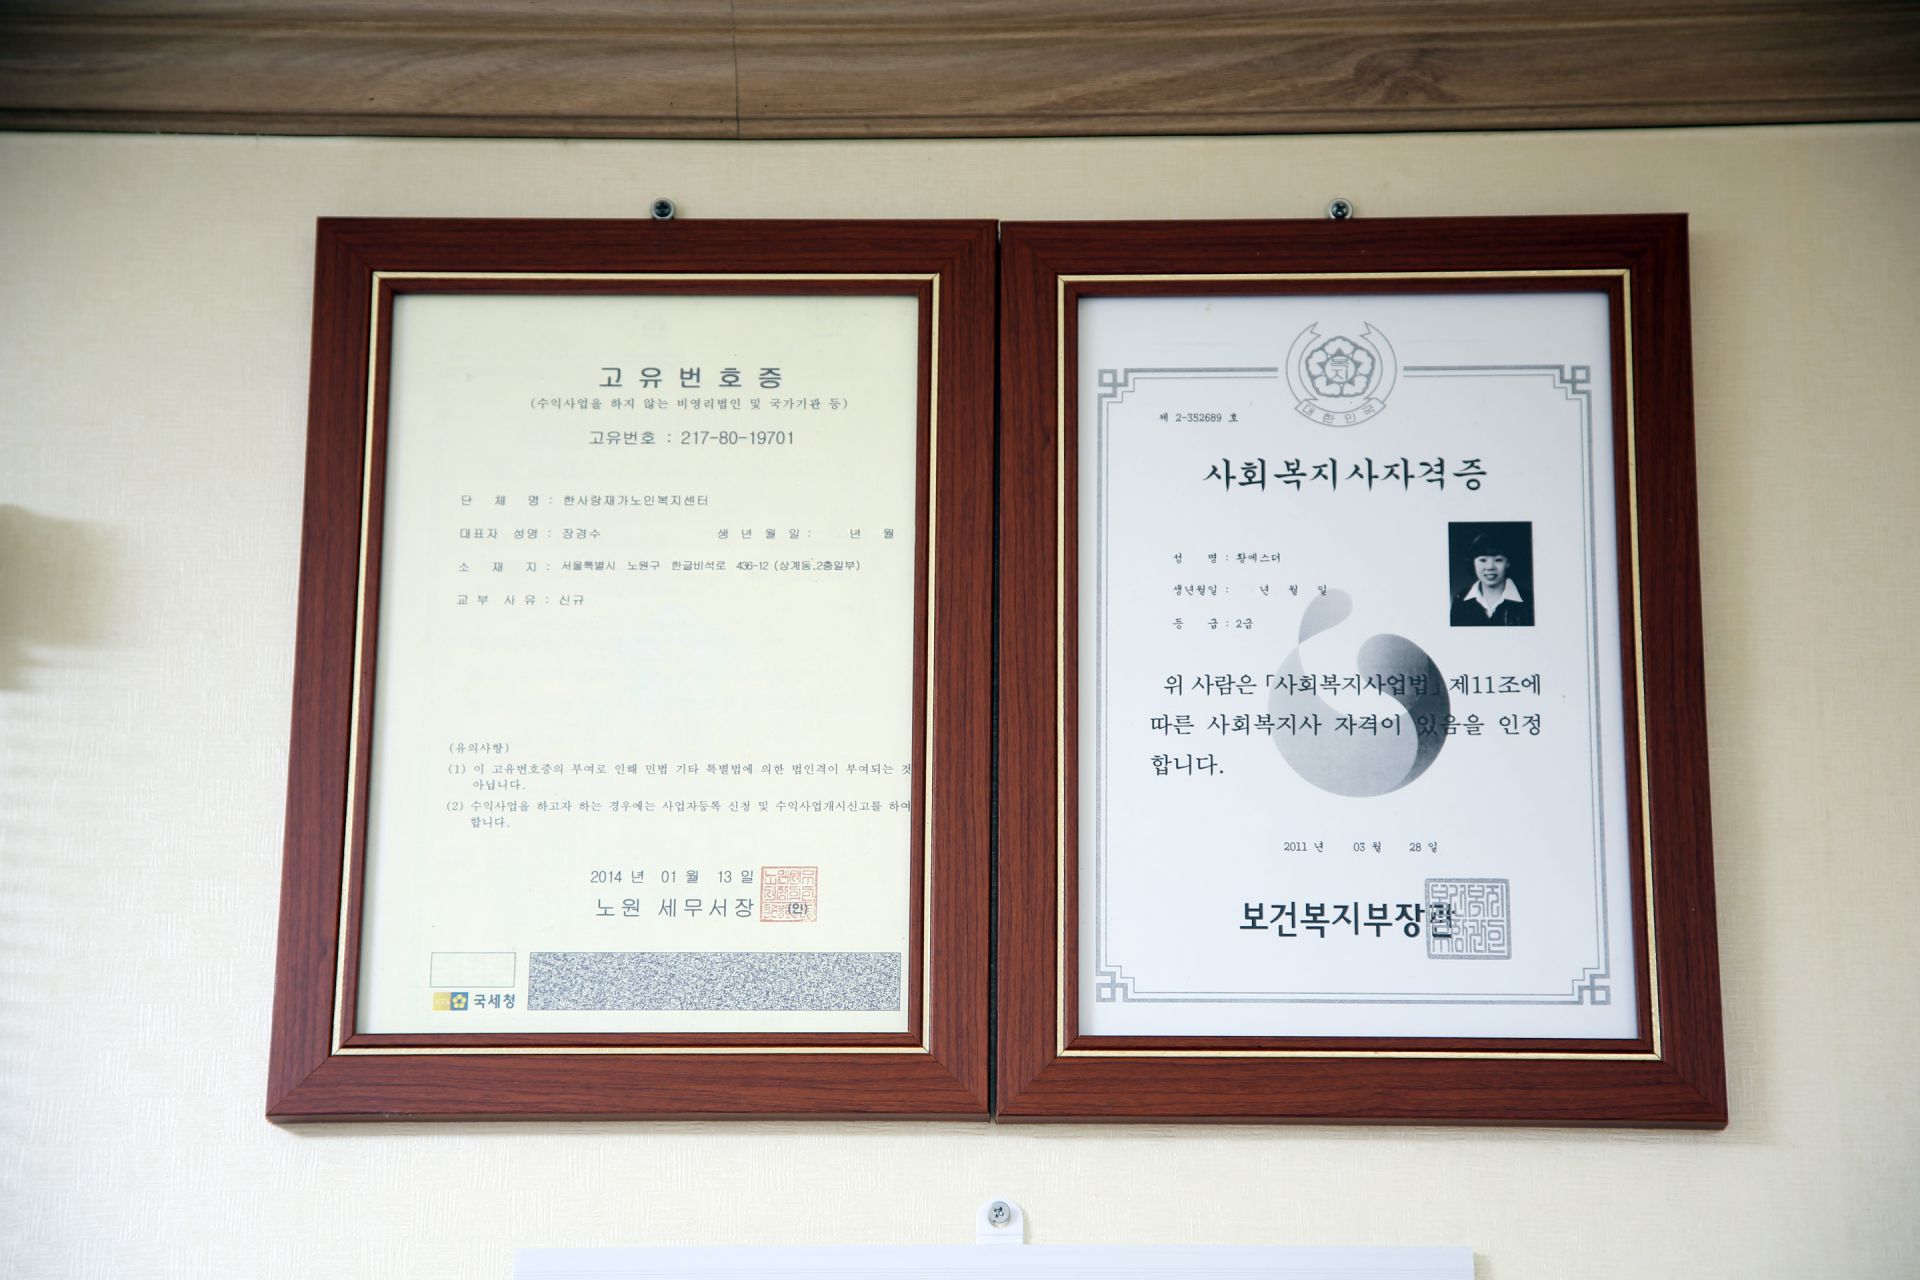 고유번호증
(수익사업을 하지 않는 비영리법인 및 국가기관 등)
고유번호 : 217-80-19701
단 체 명 : 한사랑재가노인복지센터
대표자 성명 : 장경수 생 년 월 일 : 년 월
소 재 지 : 서울특별시 노원구 한글비석로 436-12 (상계동,2층일부)
교 부 사 유 : 신규
(유의사항)
(1) 이 고유번호증의 부여로 인해 민법 기타 특별법에 의한 법인격이 부여되는 것
아닙니다.
(2) 수익사업을 하고자 하는 경우에는 사업자등록 신청 및 수익사업개시신고를 하여
합니다.
2014 년 01 월 13 일
노원 세무서장 (인)
국세청
복지
대한민국
제 2-352689 호
사회복지사자격증
성 명 : 황에스더
생년월일 : 년 월 일
등 급 : 2급
위 사람은 「사회복지사업법」 제11조에
따른 사회복지사 자격이 있음을 인정
합니다.
2011 년 03 월 28 일
보건복지부장관